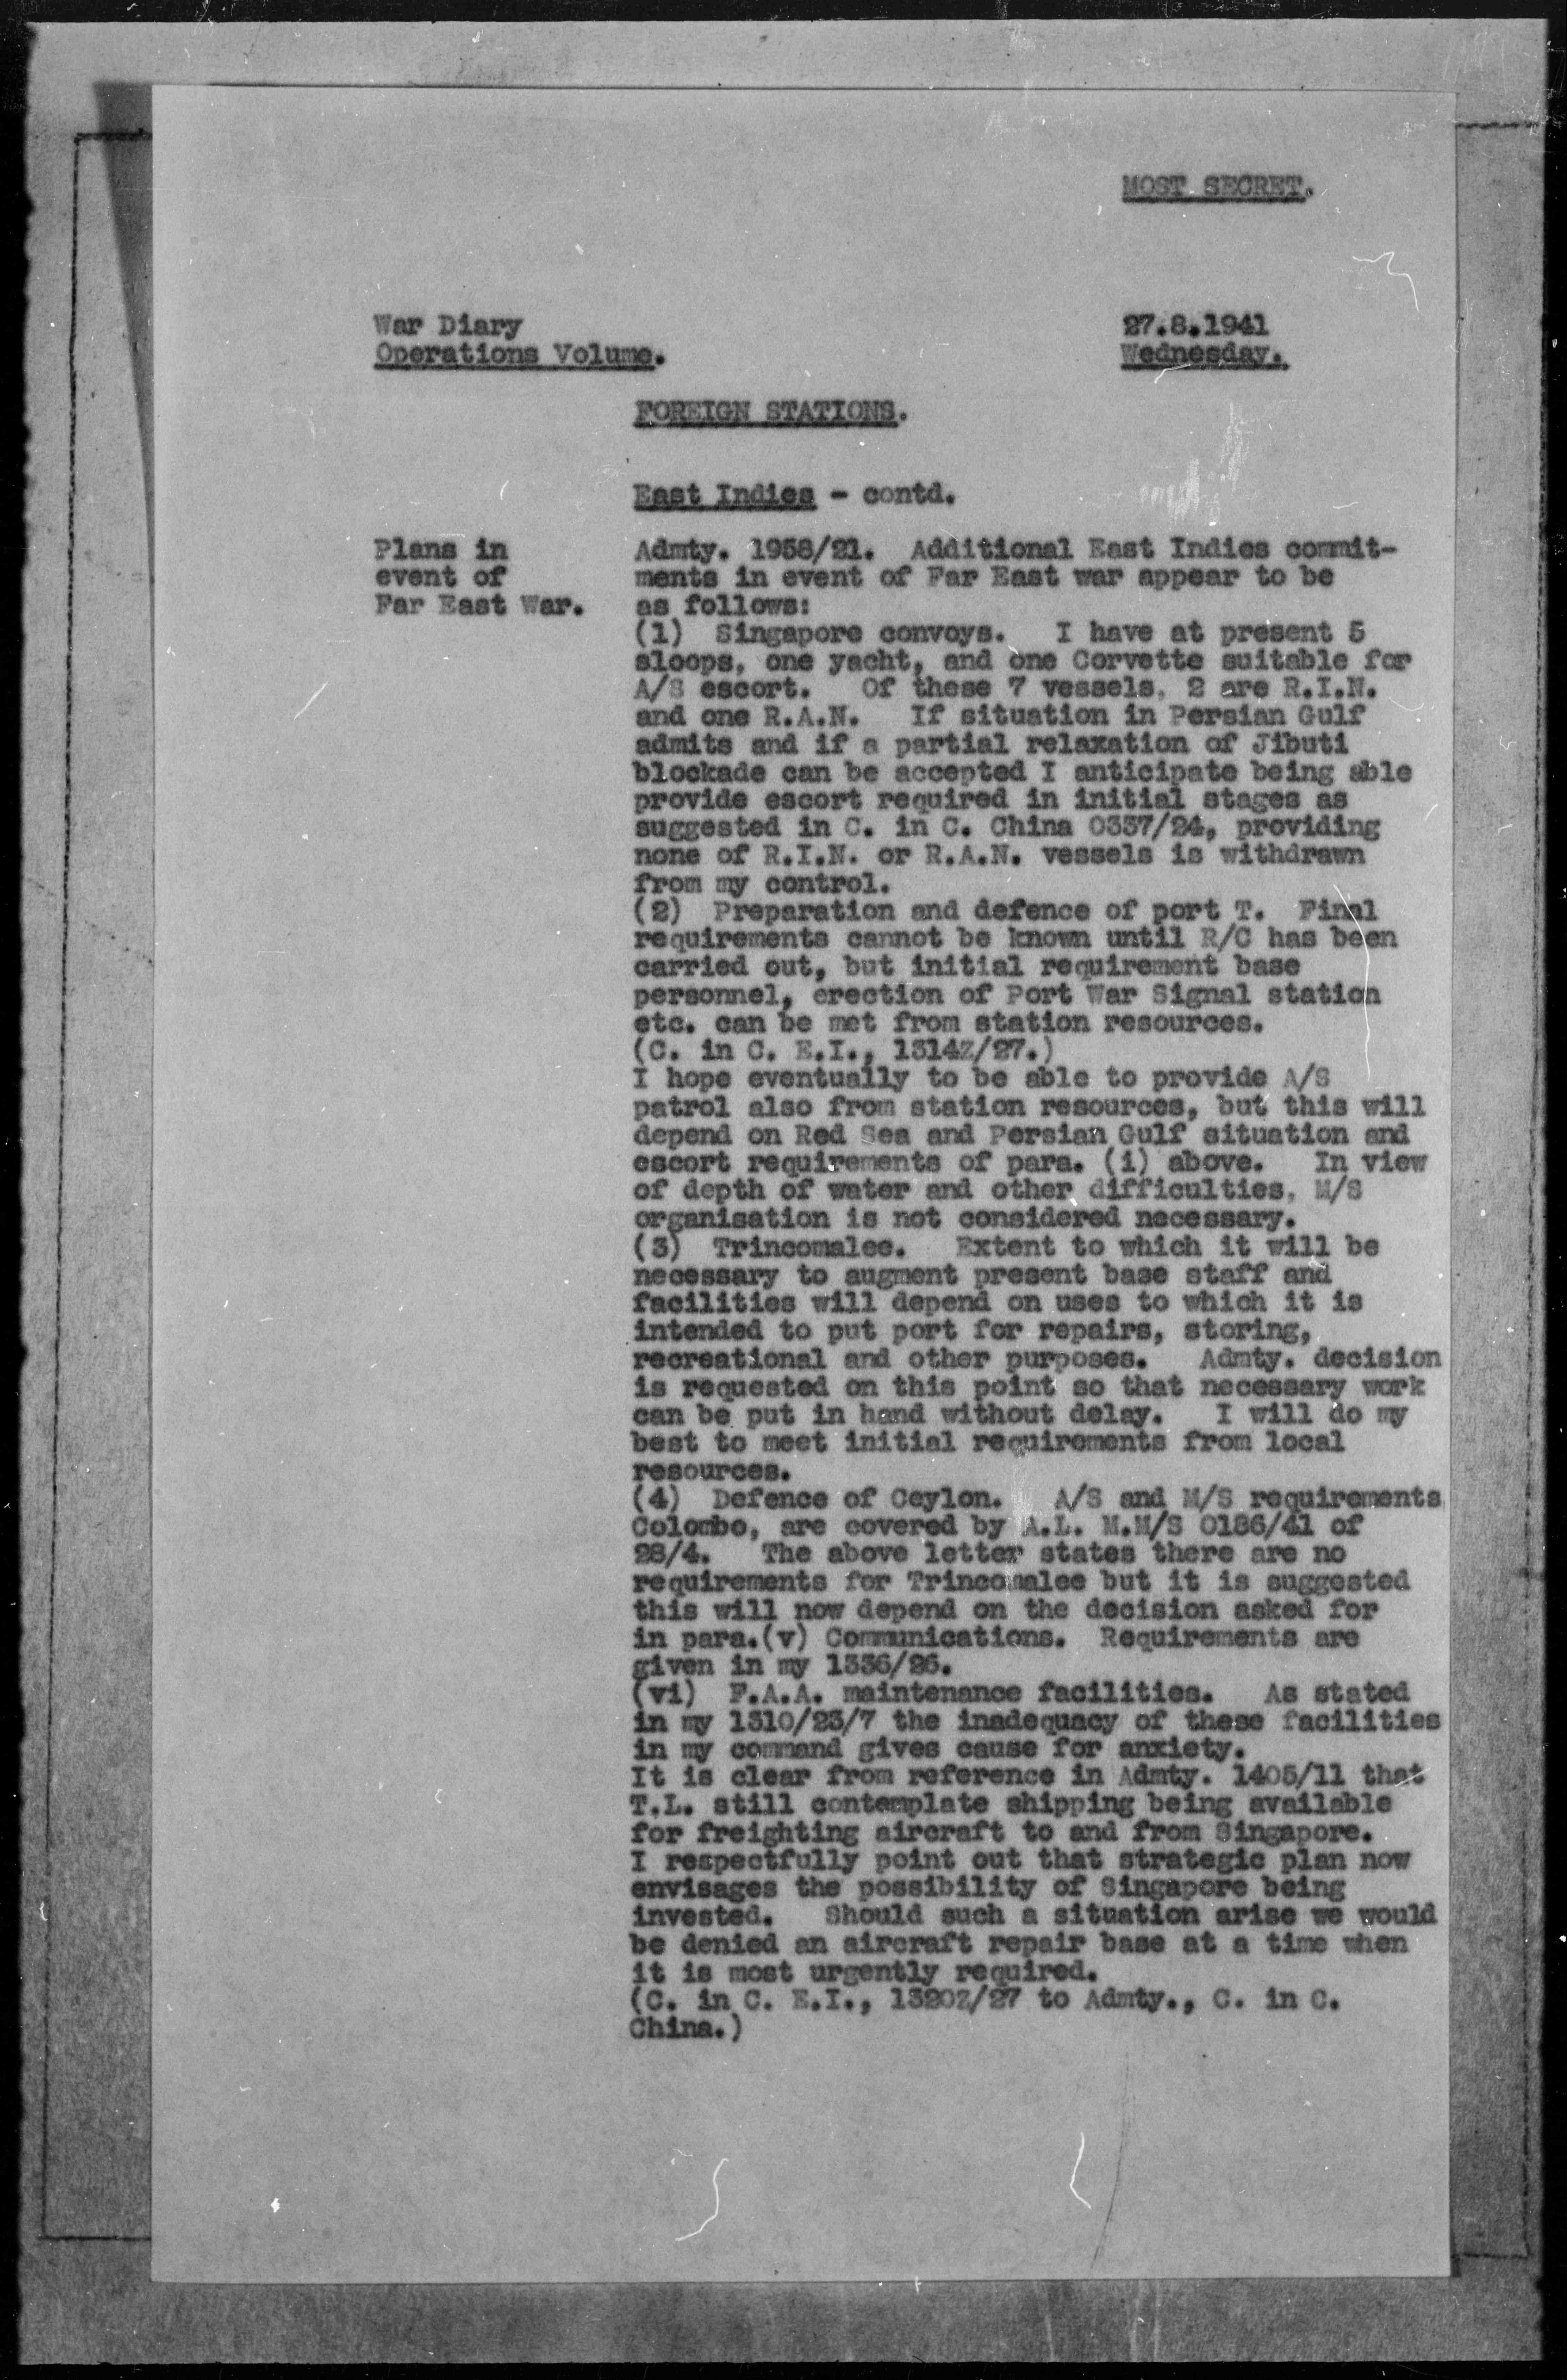 MOST SECRET.
War Diary
Operations Volume.
27.8.1941
Wednesday.
FOREIGN STATIONS.
East Indies - contd.
Plans in
event of
Far East War.
Admty. 1958/21. Additional East Indies commit-
ments in event of Far East war appear to be
as follows:
(1) Singapore convoys. I have at present 5
sloops, one yacht, and one Corvette suitable for
A/S escort. Of these 7 vessels, 2 are R.I.N.
and one R.A.N. If situation in Persian Gulf
admits and if a partial relaxation of Jibuti
blockade can be accepted I anticipate being able
provide escort required in initial stages as
suggested in C. in C. China 0337/24, providing
none of R.I.N. or R.A.N. vessels is withdrawn
from my control.
(2) Preparation and defence of port T. Final
requirements cannot be known until R/C has been
carried out, but initial requirement base
personnel, erection of Port War Signal station
etc. can be met from station resources.
(C. in C. E.I., 1314Z/27.)
I hope eventually to be able to provide A/S
patrol also from station resources, but this will
depend on Red Sea and Persian Gulf situation and
escort requirements of para. (i) above. In view
of depth of water and other difficulties, M/S
organisation is not considered necessary.
(3) Trincomalee. Extent to which it will be
necessary to augment present base staff and
facilities will depend on uses to which it is
intended to put port for repairs, storing,
recreational and other purposes. Admty. decision
is requested on this point so that necessary work
can be put in hand without delay. I will do my
best to meet initial requirements from local
resources.
(4) Defence of Ceylon. A/S and M/S requirements
Colombo, are covered by A.L. M.M/S 0186/41 of
28/4. The above letter states there are no
requirements for Trincomalee but it is suggested
this will now depend on the decision asked for
in para.(v) Communications. Requirements are
given in my 1336/26.
(vi) F.A.A. maintenance facilities. As stated
in my 1310/23/7 the inadequacy of these facilities
in my command gives cause for anxiety.
It is clear from reference in Admty. 1405/11 that
T.L. still contemplate shipping being available
for freighting aircraft to and from Singapore.
I respectfully point out that strategic plan now
envisages the possibility of Singapore being
invested. Should such a situation arise we would
be denied an aircraft repair base at a time when
it is most urgently required.
(C. in C. E.I., 1320Z/27 to Admty., C. in C.
China.)